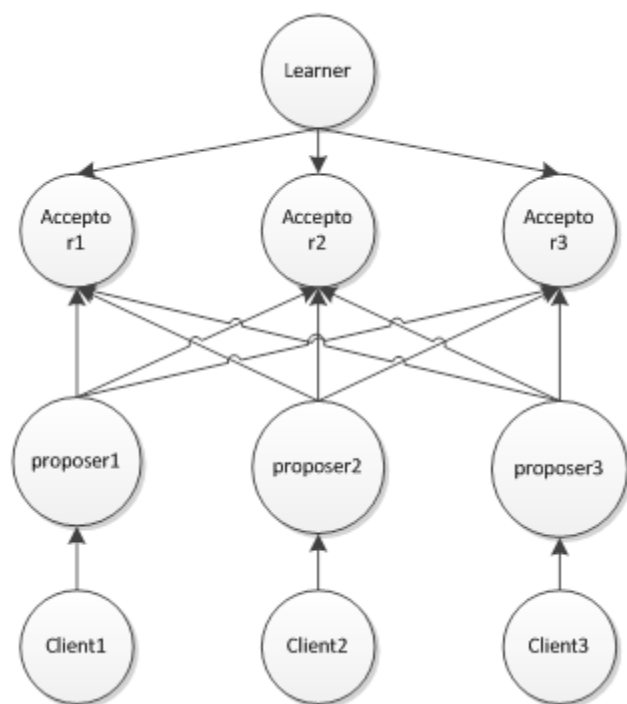 Learner
Accepto
r1
Accepto
r2
Accepto
r3
proposer1
proposer2
proposer3
Client1
Client2
Client3